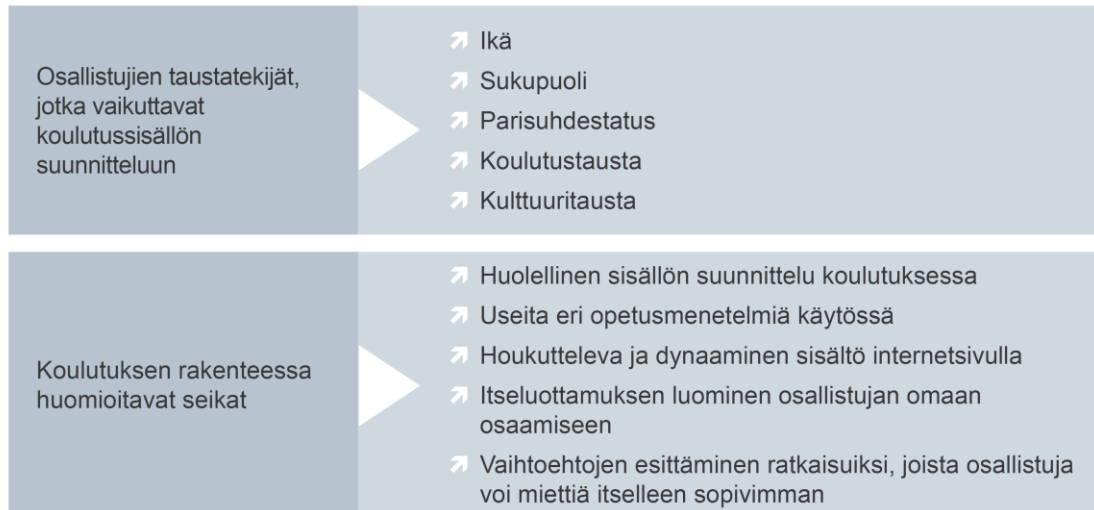 Osallistujien taustatekijät,
jotka vaikuttavat
koulutussisällön
suunnitteluun
Ikä
Sukupuoli
Parisuhdestatus
Koulutustausta
Kulttuuritausta
Koulutuksen rakenteessa
huomioitavat seikat
Huolellinen sisällön suunnittelu koulutuksessa
Useita eri opetusmenetelmiä käytössä
Houkutteleva ja dynaaminen sisältö internetsivulla
Itseluottamuksen luominen osallistujan omaan
osaamiseen
Vaihtoehtojen esittäminen ratkaisuiksi, joista osallistuja
voi miettiä itselleen sopivimman